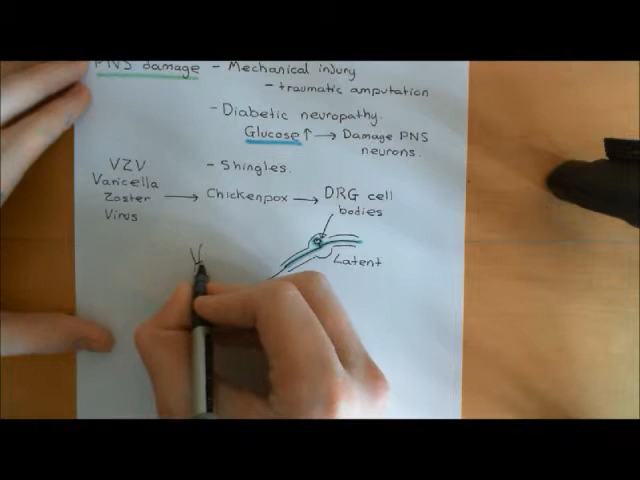 PNS damage - Mechanical injury
- traumatic amputation
- Diabetic neuropathy.
Glucose ↑ → Damage PNS
neurons.
- Shingles.
VZV
Varicella
Zoster → Chickenpox → DRG cell
Virus
bodies
Latent